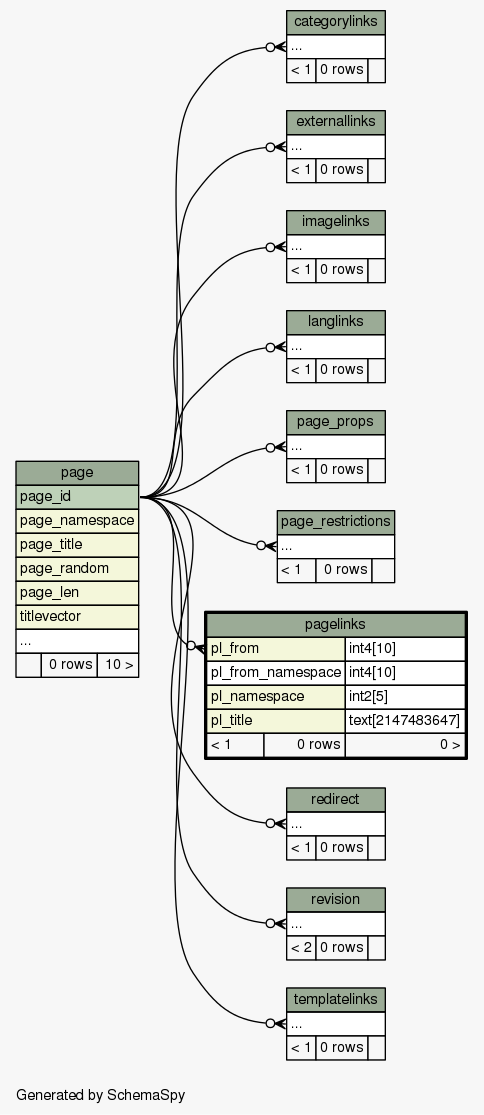 categorylinks
...
< 1 0 rows
externallinks
...
< 1 0 rows
imagelinks
...
< 1 0 rows
langlinks
...
< 1 0 rows
page_props
...
< 1 0 rows
page
page_id
page_namespace
page_title
page_random
page_len
titlevector
...
0 rows 10 >
page_restrictions
...
< 1 0 rows
pagelinks
pl_from int4[10]
pl_from_namespace int4[10]
pl_namespace int2[5]
pl_title text[2147483647]
< 1 0 rows 0 >
redirect
...
< 1 0 rows
revision
...
< 2 0 rows
templatelinks
...
< 1 0 rows
Generated by SchemaSpy